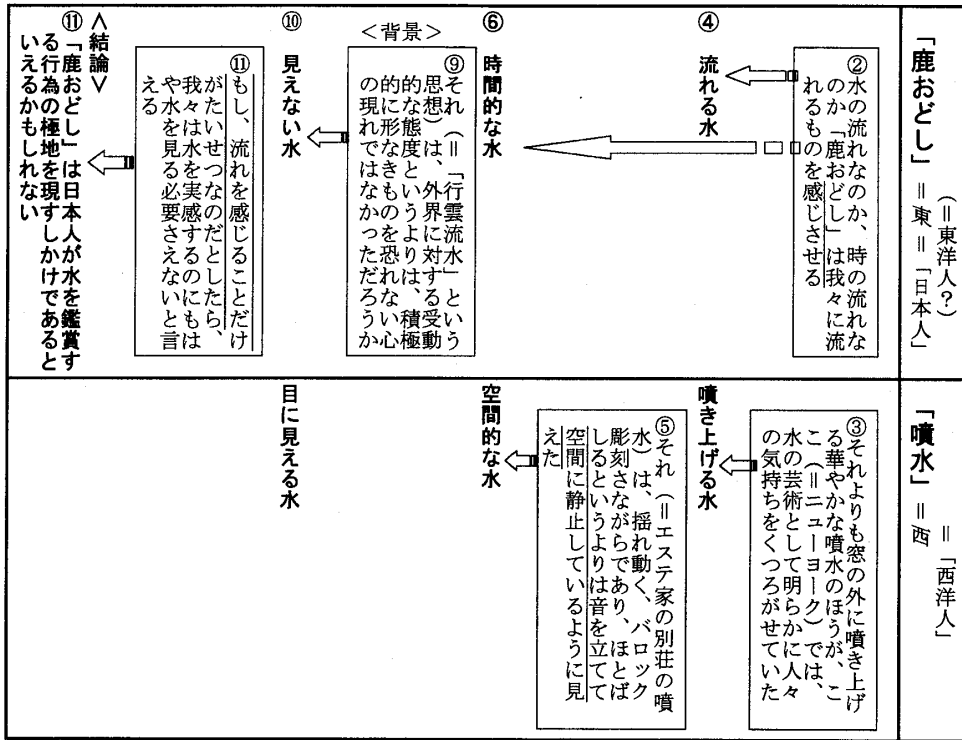 「鹿おどし」＝東＝「日本人」
（＝東洋人？）
②水の流れなのか、時の流れな
のか「鹿おどし」は我々に流
れるものを感じさせる
④ 流れる水
⑥ 時間的な水
<背景>
⑨それ（＝「行雲流水」という
思想）は、外界に対する受動
的な態度というよりは、積極
的に形なきものを恐れない心
の現れではなかっただろうか
⑩ 見えない水
⑪もし、流れを感じることだけ
がたいせつなのだとしたら、
我々は水を実感するのにもは
や水を見る必要さえないと言
える
<結論>
⑪「鹿おどし」は日本人が水を鑑賞す
る行為の極地を現すしかけであると
いえるかもしれない
「噴水」＝西
＝「西洋人」
③それよりも窓の外に噴き上げ
る華やかな噴水のほうが、こ
こ（＝ニューヨーク）では、
水の芸術として明らかに人々
の気持ちをくつろがせていた
噴き上げる水
⑤それ（＝エステ家の別荘の噴
水）は、揺れ動く、バロック
彫刻さながらであり、ほとば
しるというよりは音を立てて
空間に静止しているように見
えた
空間的な水
目に見える水